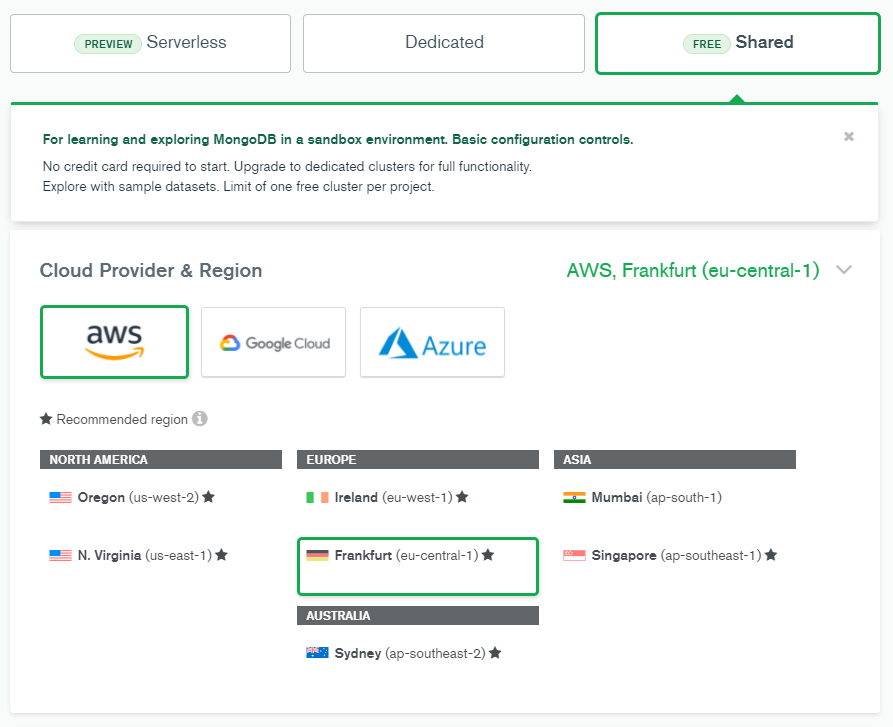 PREVIEW Serverless
Dedicated
FREE Shared
For learning and exploring MongoDB in a sandbox environment. Basic configuration controls.
No credit card required to start. Upgrade to dedicated clusters for full functionality.
Explore with sample datasets. Limit of one free cluster per project.
Cloud Provider & Region
AWS, Frankfurt (eu-central-1)
aws
Google Cloud
Azure
★ Recommended region
NORTH AMERICA
Oregon (us-west-2) ★
N. Virginia (us-east-1) ★
EUROPE
Ireland (eu-west-1) ★
Frankfurt (eu-central-1) ★
AUSTRALIA
Sydney (ap-southeast-2) ★
ASIA
Mumbai (ap-south-1)
Singapore (ap-southeast-1) ★